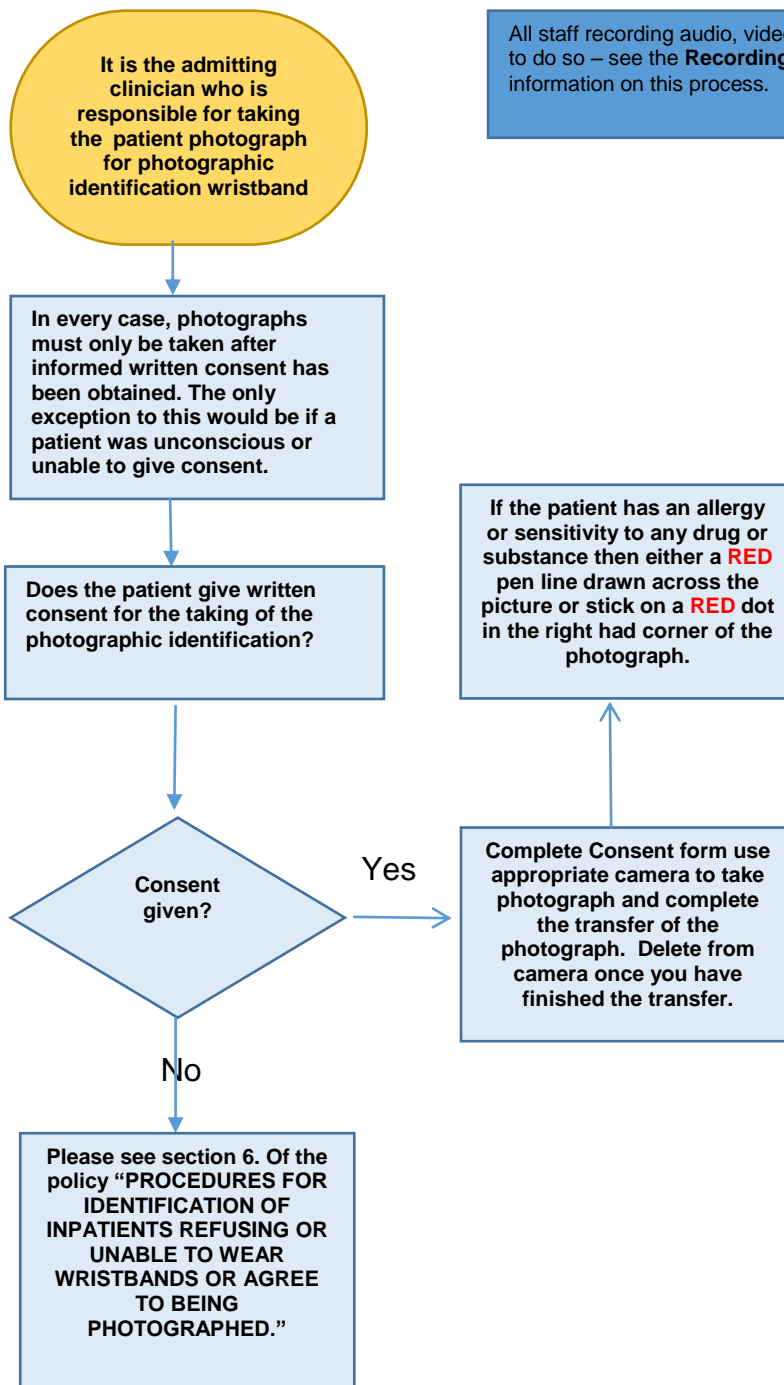 It is the admitting
clinician who is
responsible for taking
the patient photograph
for photographic
identification wristband
All staff recording audio, video
to do so – see the Recording
information on this process.
In every case, photographs
must only be taken after
informed written consent has
been obtained. The only
exception to this would be if a
patient was unconscious or
unable to give consent.
Does the patient give written
consent for the taking of the
photographic identification?
If the patient has an allergy
or sensitivity to any drug or
substance then either a RED
pen line drawn across the
picture or stick on a RED dot
in the right had corner of the
photograph.
Consent
given?
Yes
Complete Consent form use
appropriate camera to take
photograph and complete
the transfer of the
photograph. Delete from
camera once you have
finished the transfer.
No
Please see section 6. Of the
policy “PROCEDURES FOR
IDENTIFICATION OF
INPATIENTS REFUSING OR
UNABLE TO WEAR
WRISTBANDS OR AGREE
TO BEING
PHOTOGRAPHED.”